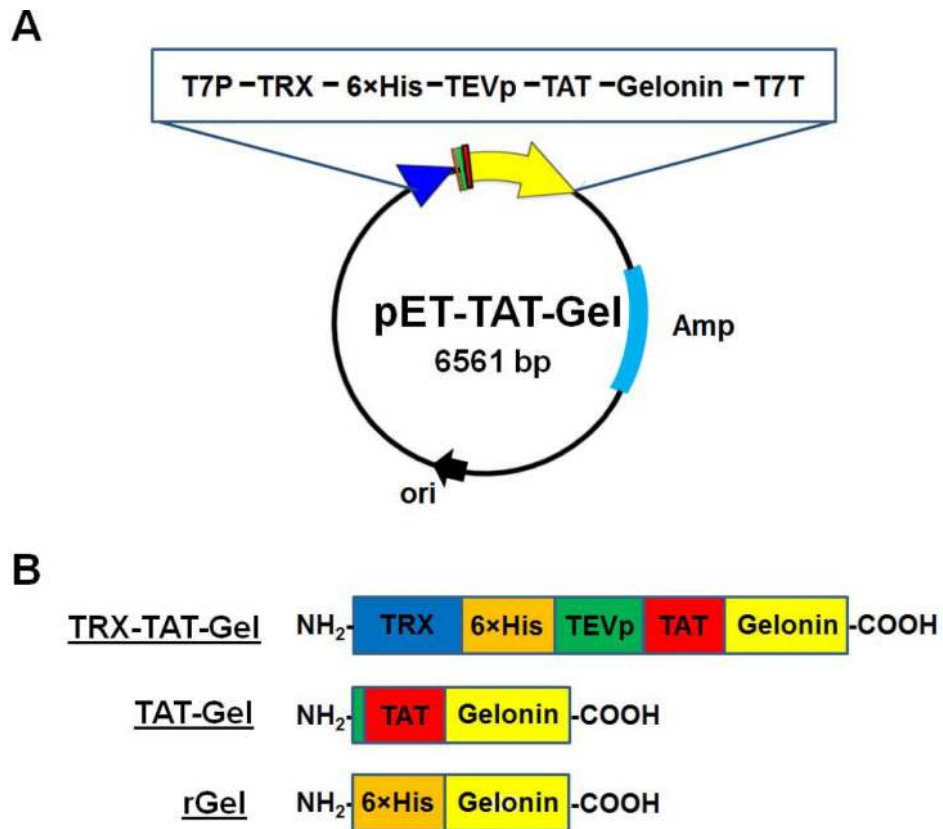 A
T7P – TRX – 6×His – TEVp – TAT – Gelonin – T7T
pET-TAT-Gel
6561 bp
Amp
ori
B
TRX-TAT-Gel NH2- TRX 6×His TEVp TAT Gelonin -COOH
TAT-Gel NH2- TAT Gelonin -COOH
rGel NH2- 6×His Gelonin -COOH